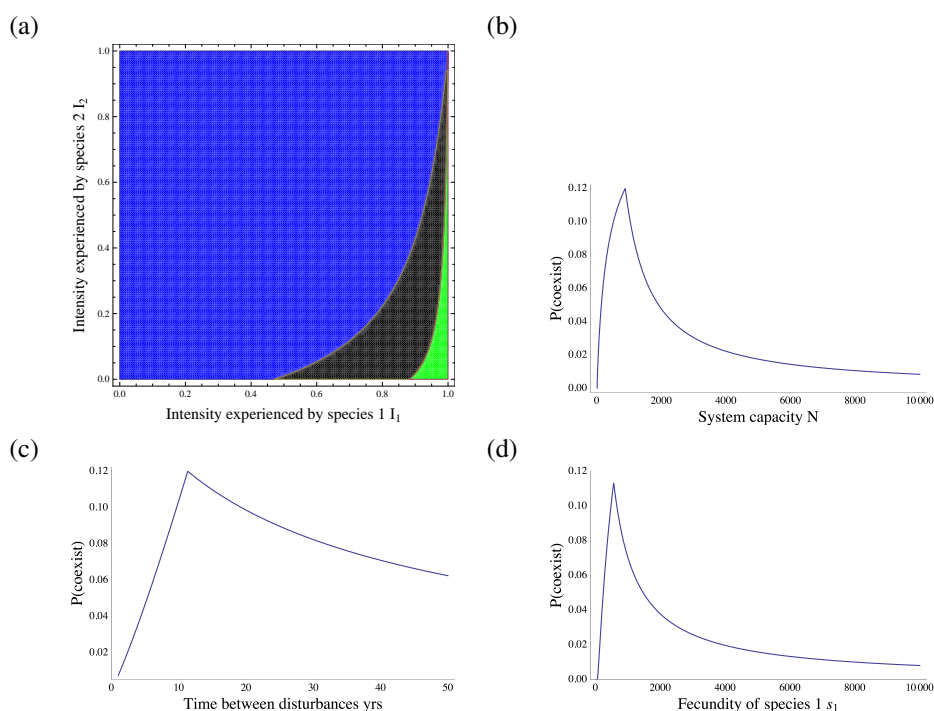 (a)
1.0
0.8
0.6
0.4
0.2
0.0
0.0 0.2 0.4 0.6 0.8 1.0
Intensity experienced by species 2 I₂
Intensity experienced by species 1 I₁
(b)
0.12
0.10
0.08
0.06
0.04
0.02
0.00
0 2000 4000 6000 8000 10 000
P(coexist)
System capacity N
(c)
0.12
0.10
0.08
0.06
0.04
0.02
0 10 20 30 40 50
P(coexist)
Time between disturbances yrs
(d)
0.12
0.10
0.08
0.06
0.04
0.02
0.00
0 2000 4000 6000 8000 10 000
P(coexist)
Fecundity of species 1 s₁